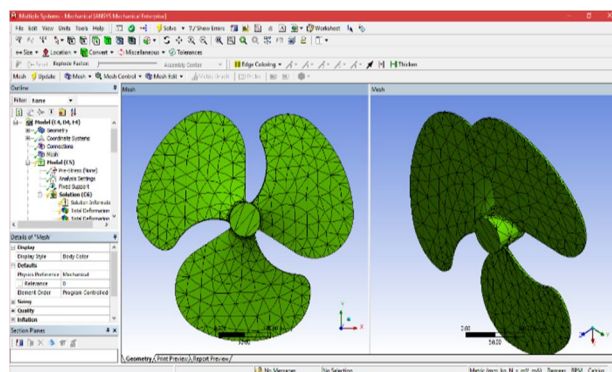 Multiple Systems - Mechanical [ANSYS Mechanical Enterprise]
File Edit View Units Tools Help
Solve
Show Errors
Worksheet
Size
Location
Convert
Miscellaneous
Tolerances
Explode Factor:
Assembly Center
Edge Coloring
Thicken
Mesh
Update
Mesh
Mesh Control
Mesh Edit
Metric Graph
Outline
Filter: Name
Model (C4, D4, F4)
Geometry
Coordinate Systems
Connections
Mesh
Model (C5)
Pre-Stress (None)
Analysis Settings
Fixed Support
Solution (C6)
Solution Informatio
Total Deformation
Total Deformation
Details of "Mesh"
Display
Display Style Body Color
Defaults
Physics Preference Mechanical
Relevance 0
Element Order Program Controlled
Sizing
Quality
Inflation
Section Planes
Mesh
Mesh
Geometry Print Preview Report Preview
No Messages
No Selection